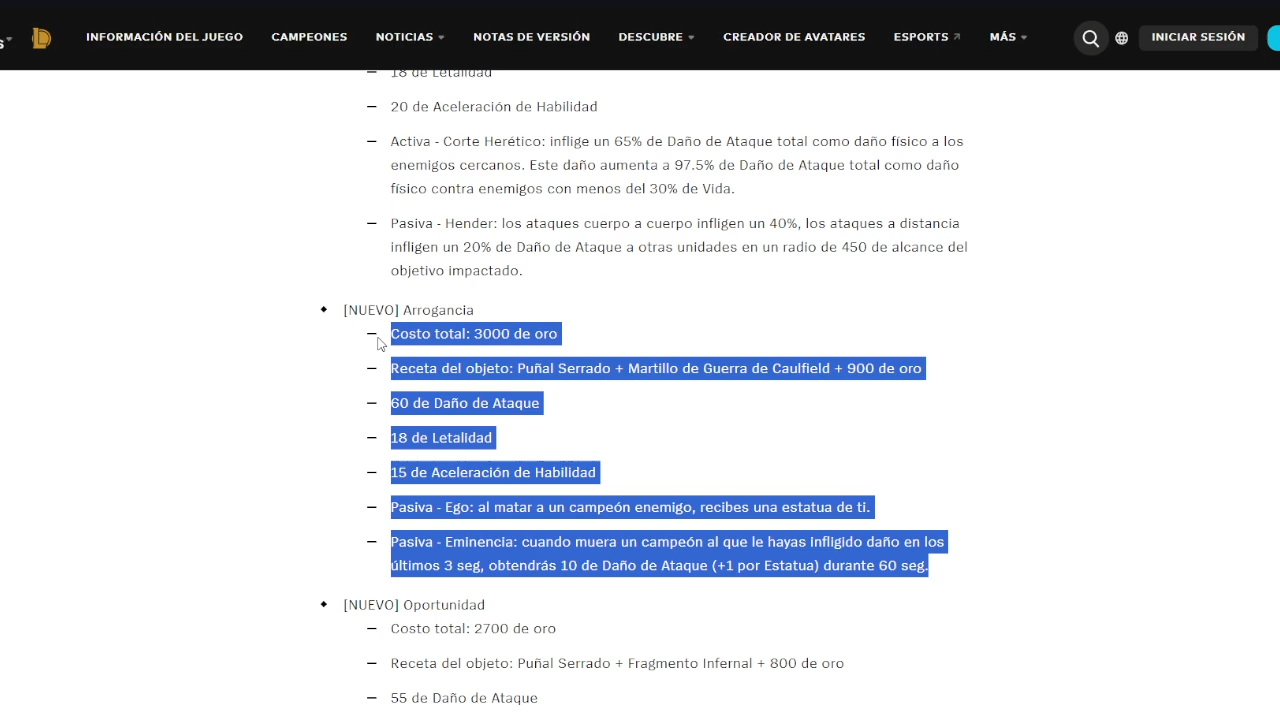 INFORMACIÓN DEL JUEGO CAMPEONES NOTICIAS NOTAS DE VERSIÓN DESCUBRE CREADOR DE AVATARES ESPORTS MÁS INICIAR SESIÓN
18 de Letalidad
20 de Aceleración de Habilidad
Activa - Corte Herético: inflige un 65% de Daño de Ataque total como daño físico a los
enemigos cercanos. Este daño aumenta a 97.5% de Daño de Ataque total como daño
físico contra enemigos con menos del 30% de Vida.
Pasiva - Hender: los ataques cuerpo a cuerpo infligen un 40%, los ataques a distancia
infligen un 20% de Daño de Ataque a otras unidades en un radio de 450 de alcance del
objetivo impactado.
[NUEVO] Arrogancia
Costo total: 3000 de oro
Receta del objeto: Puñal Serrado + Martillo de Guerra de Caulfield + 900 de oro
60 de Daño de Ataque
18 de Letalidad
15 de Aceleración de Habilidad
Pasiva - Ego: al matar a un campeón enemigo, recibes una estatua de ti.
Pasiva - Eminencia: cuando muera un campeón al que le hayas infligido daño en los
últimos 3 seg, obtendrás 10 de Daño de Ataque (+1 por Estatua) durante 60 seg.
[NUEVO] Oportunidad
Costo total: 2700 de oro
Receta del objeto: Puñal Serrado + Fragmento Infernal + 800 de oro
55 de Daño de Ataque